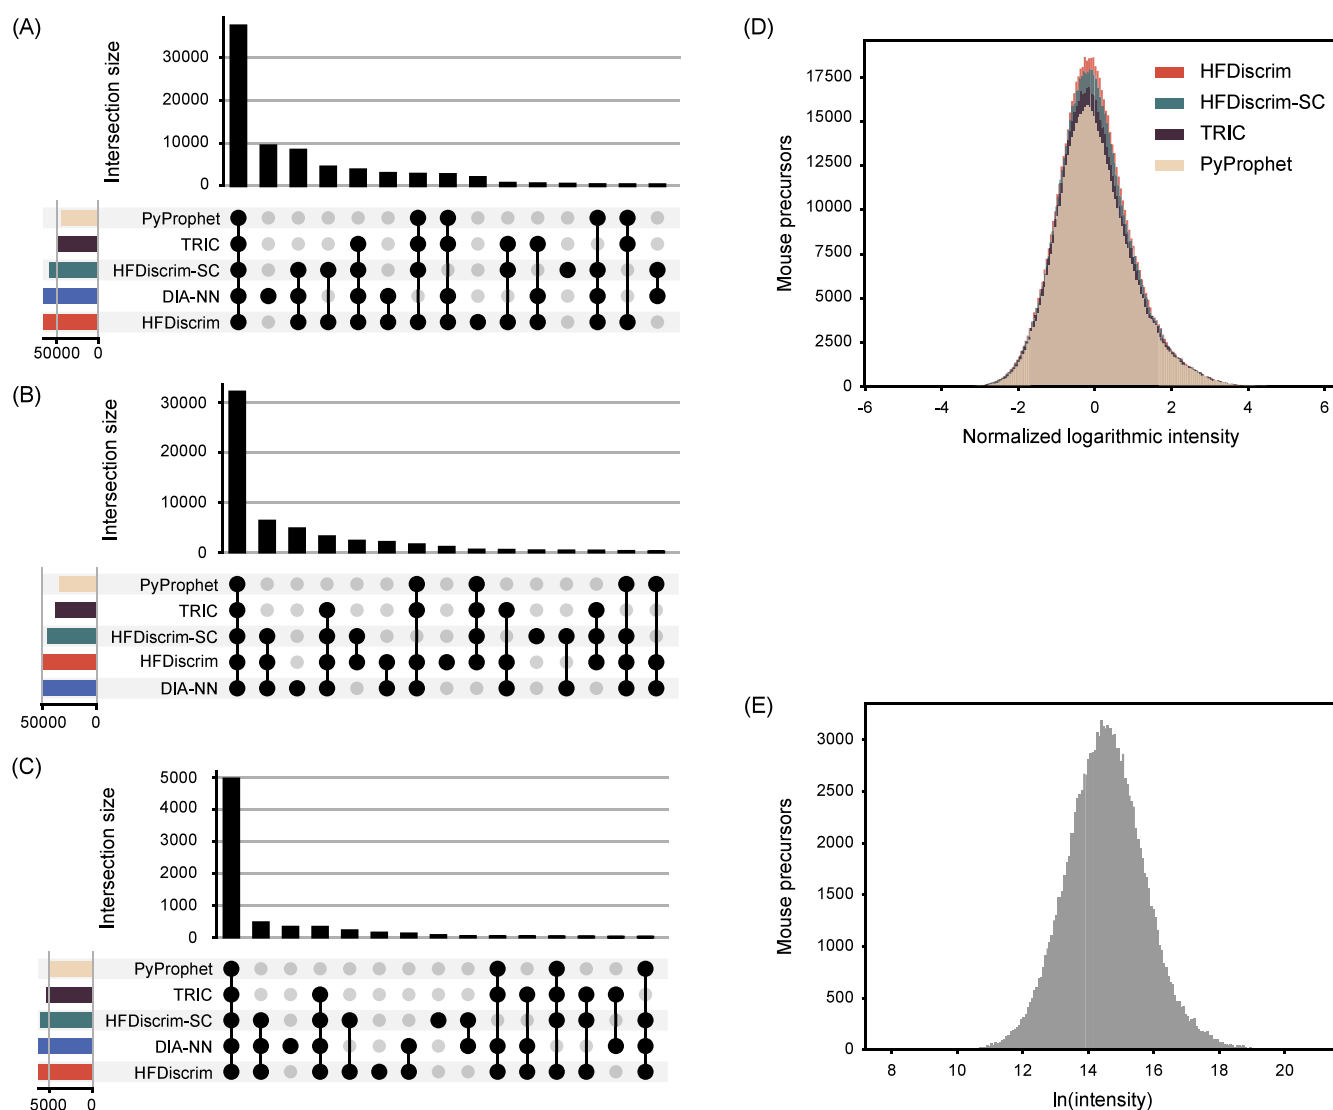 (A)
Intersection size
30000
20000
10000
0
PyProphet
TRIC
HFDiscrim-SC
DIA-NN
HFDiscrim
50000 0
(B)
Intersection size
30000
20000
10000
0
PyProphet
TRIC
HFDiscrim-SC
HFDiscrim
DIA-NN
50000 0
(C)
Intersection size
5000
4000
3000
2000
1000
0
PyProphet
TRIC
HFDiscrim-SC
DIA-NN
HFDiscrim
5000 0
(D)
Mouse precursors
17500
15000
12500
10000
7500
5000
2500
0
HFDiscrim
HFDiscrim-SC
TRIC
PyProphet
-6 -4 -2 0 2 4 6
Normalized logarithmic intensity
(E)
Mouse precursors
3000
2500
2000
1500
1000
500
0
8 10 12 14 16 18 20
ln(intensity)